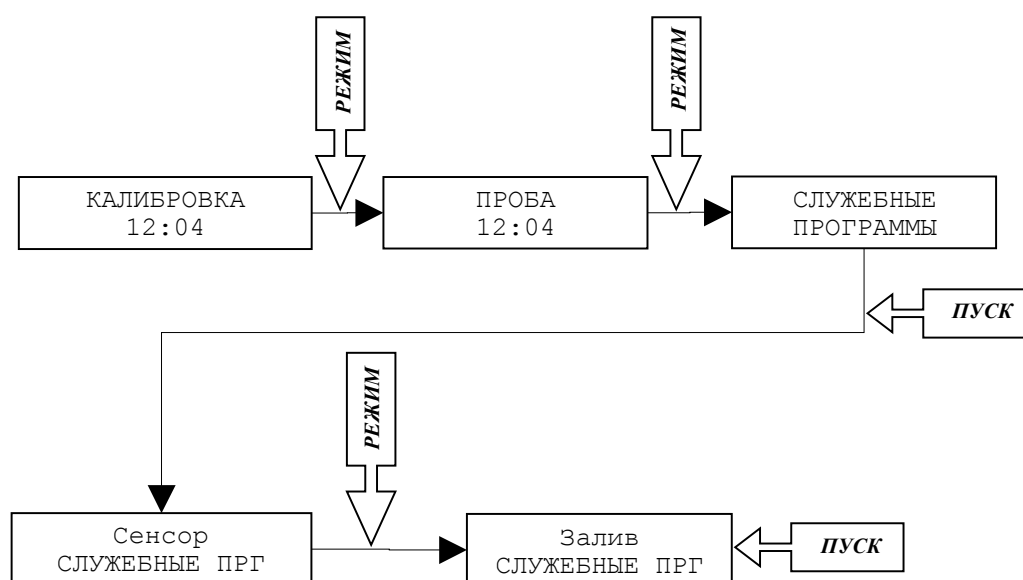 РЕЖИМ
РЕЖИМ
КАЛИБРОВКА
12:04
ПРОБА
12:04
СЛУЖЕБНЫЕ
ПРОГРАММЫ
ПУСК
РЕЖИМ
Сенсор
СЛУЖЕБНЫЕ ПРГ
Залив
СЛУЖЕБНЫЕ ПРГ
ПУСК